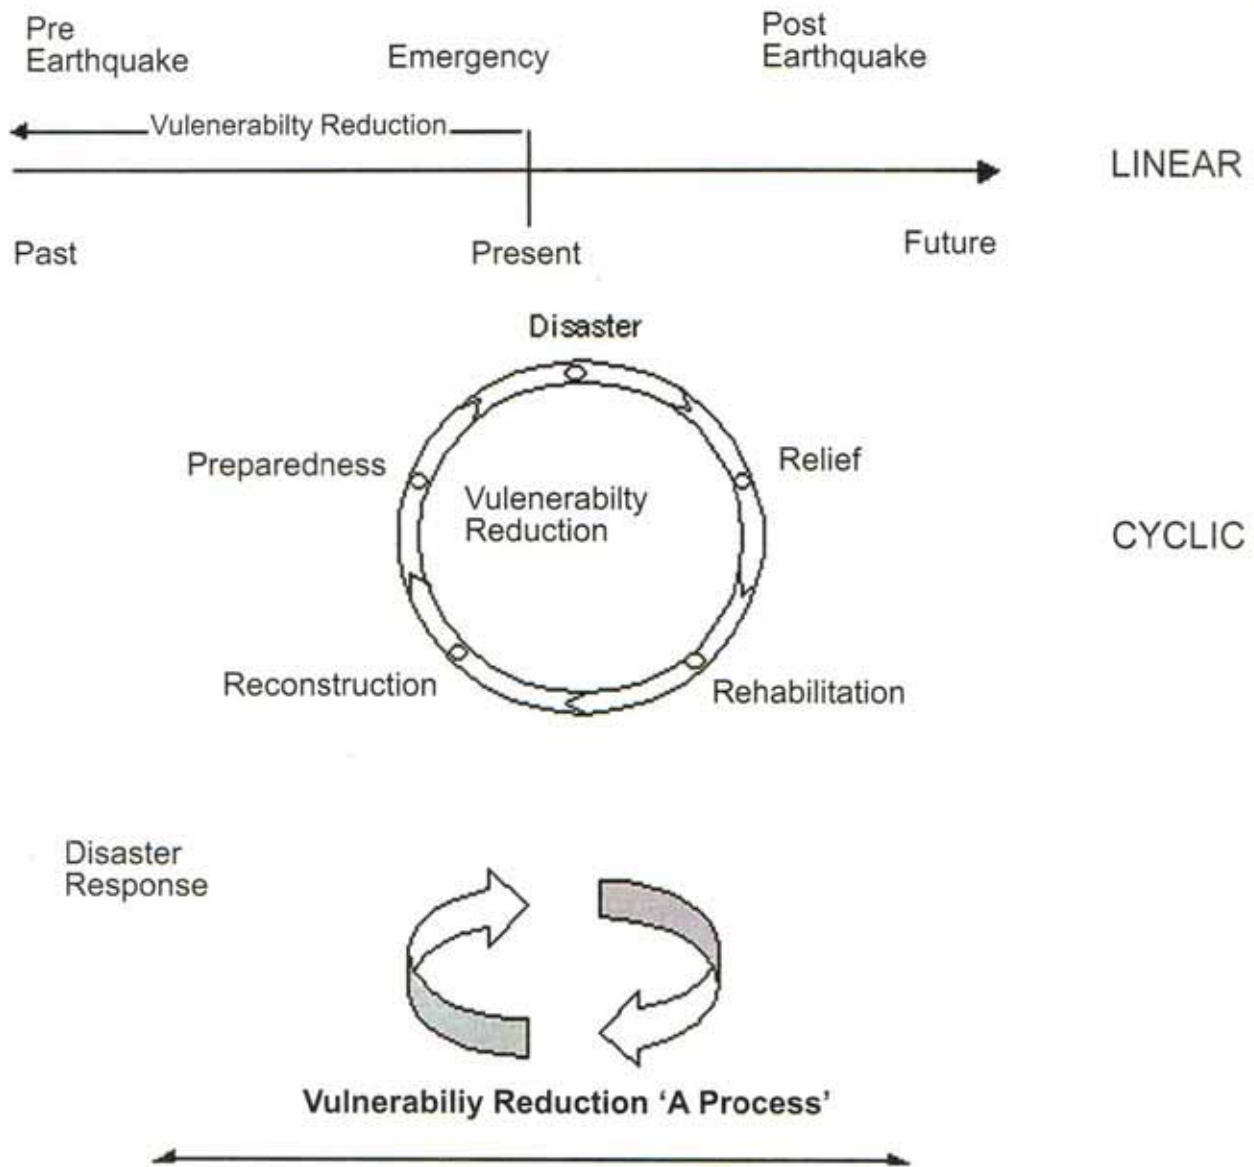 Pre
Earthquake
Emergency
Post
Earthquake
Vulenerabilty Reduction
LINEAR
Past
Present
Future
Disaster
Preparedness
Relief
Vulenerabilty
Reduction
CYCLIC
Reconstruction
Rehabilitation
Disaster
Response
Vulnerabiliy Reduction ‘A Process’